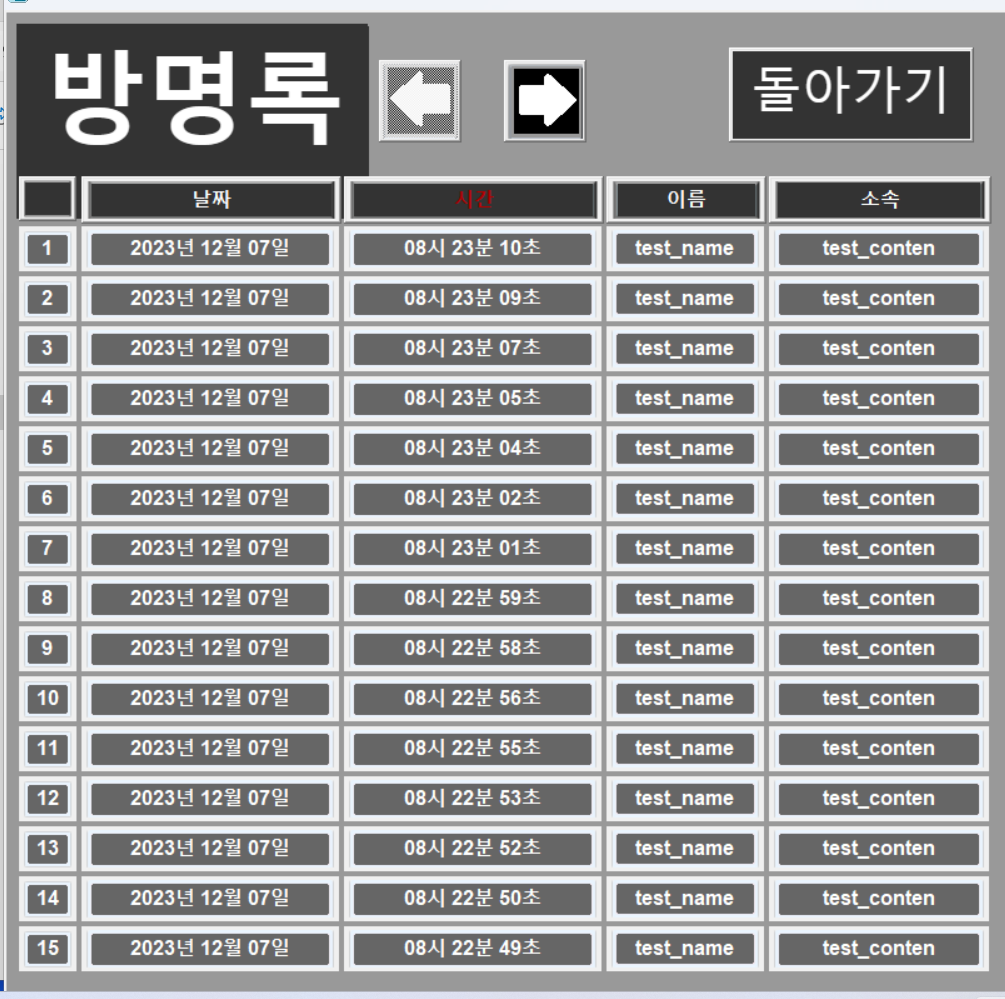 방명록
돌아가기
날짜 시간 이름 소속
1 2023년 12월 07일 08시 23분 10초 test_name test_conten
2 2023년 12월 07일 08시 23분 09초 test_name test_conten
3 2023년 12월 07일 08시 23분 07초 test_name test_conten
4 2023년 12월 07일 08시 23분 05초 test_name test_conten
5 2023년 12월 07일 08시 23분 04초 test_name test_conten
6 2023년 12월 07일 08시 23분 02초 test_name test_conten
7 2023년 12월 07일 08시 23분 01초 test_name test_conten
8 2023년 12월 07일 08시 22분 59초 test_name test_conten
9 2023년 12월 07일 08시 22분 58초 test_name test_conten
10 2023년 12월 07일 08시 22분 56초 test_name test_conten
11 2023년 12월 07일 08시 22분 55초 test_name test_conten
12 2023년 12월 07일 08시 22분 53초 test_name test_conten
13 2023년 12월 07일 08시 22분 52초 test_name test_conten
14 2023년 12월 07일 08시 22분 50초 test_name test_conten
15 2023년 12월 07일 08시 22분 49초 test_name test_conten